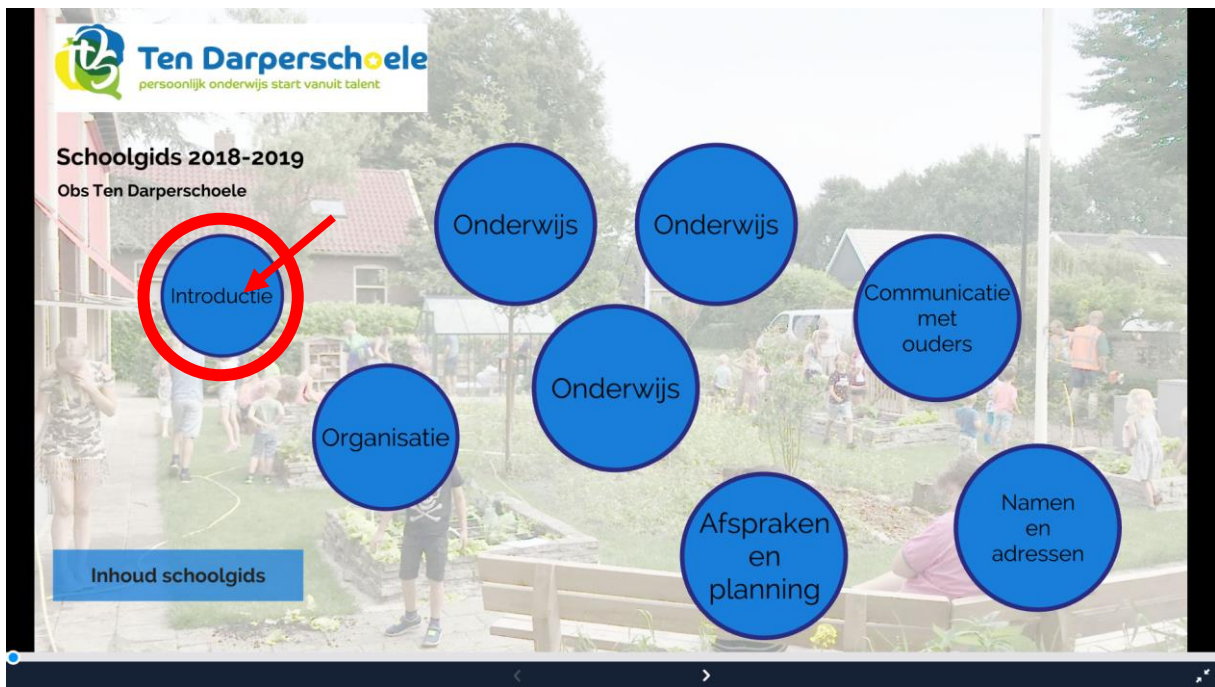 Ten Darperschoele
persoonlijk onderwijs start vanuit talent
Schoolgids 2018-2019
Obs Ten Darperschoele
Introductie
Organisatie
Onderwijs
Onderwijs
Onderwijs
Communicatie
met
ouders
Afspraken
en
planning
Namen
en
adressen
Inhoud schoolgids